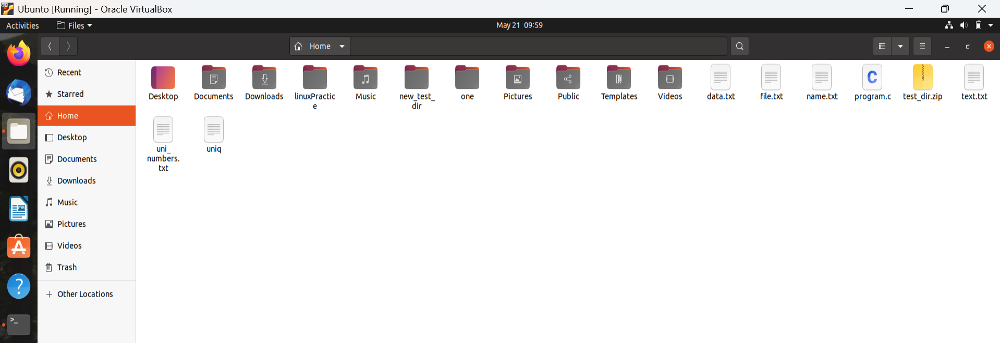 Ubunto [Running] - Oracle VirtualBox
Activities Files May 21 09:59
Home
Recent
Starred
Home
Desktop
Documents
Downloads
Music
Pictures
Videos
Trash
Other Locations
Desktop Documents Downloads linuxPractic Music new_test_ one Pictures Public Templates Videos data.txt file.txt name.txt program.c test_dir.zip text.txt
e dir
uni_ uniq
numbers.
txt